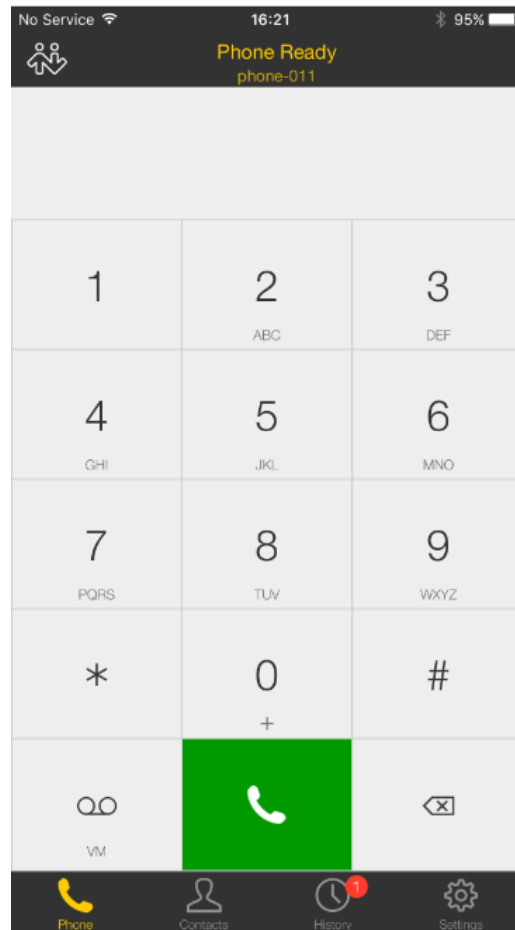 No Service 16:21 95%
Phone Ready
phone-011
1 2 3
ABC DEF
4 5 6
GHI JKL MNO
7 8 9
PQRS TUV WXYZ
* 0 #
+
VM
1
Phone Contacts History Settings